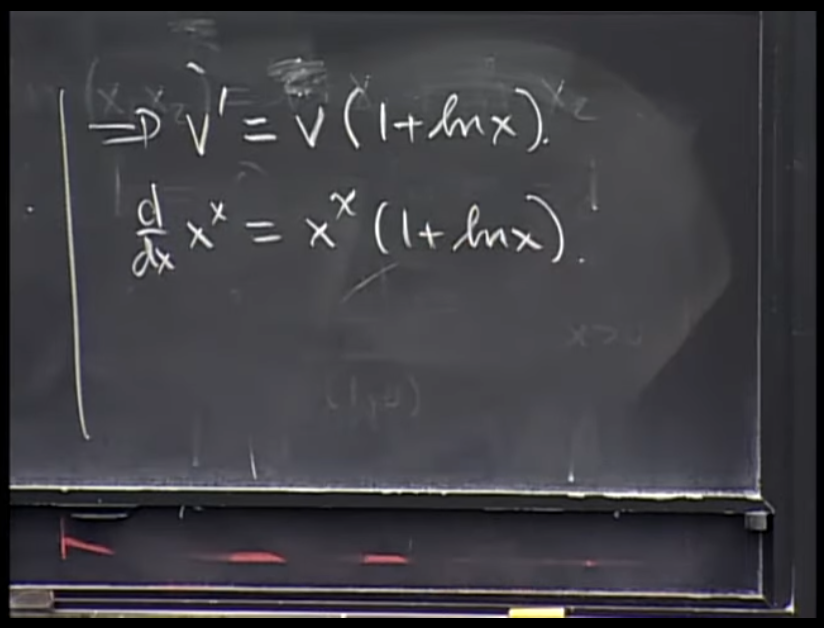 ⇒ v' = v (1 + ln x).
d/dx x^x = x^x (1 + ln x).